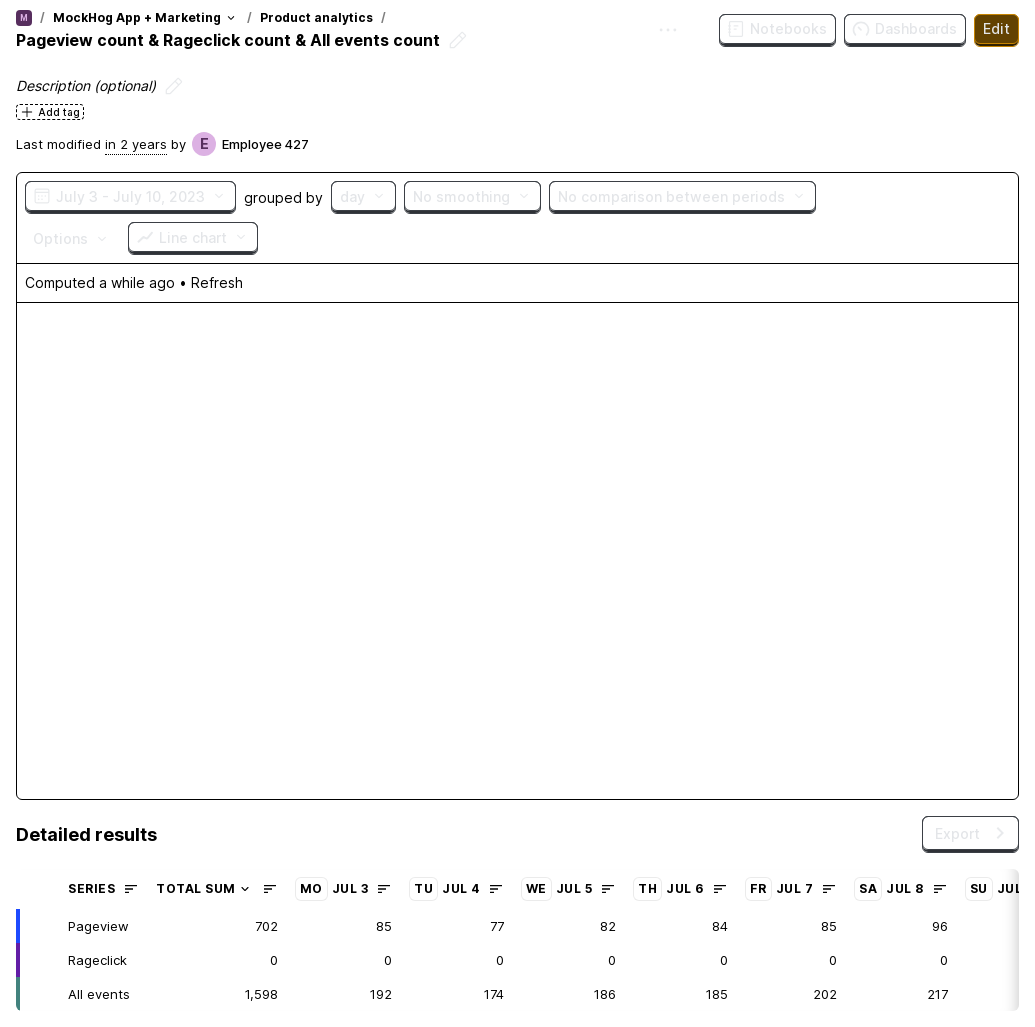 M / MockHog App + Marketing / Product analytics /
Pageview count & Rageclick count & All events count
Notebooks Dashboards Edit
Description (optional)
Add tag
Last modified in 2 years by E Employee 427
July 3 - July 10, 2023 grouped by day No smoothing No comparison between periods
Options Line chart
Computed a while ago • Refresh
Detailed results
Export
SERIES TOTAL SUM MO JUL 3 TU JUL 4 WE JUL 5 TH JUL 6 FR JUL 7 SA JUL 8 SU JUL
Pageview 702 85 77 82 84 85 96
Rageclick 0 0 0 0 0 0 0
All events 1,598 192 174 186 185 202 217